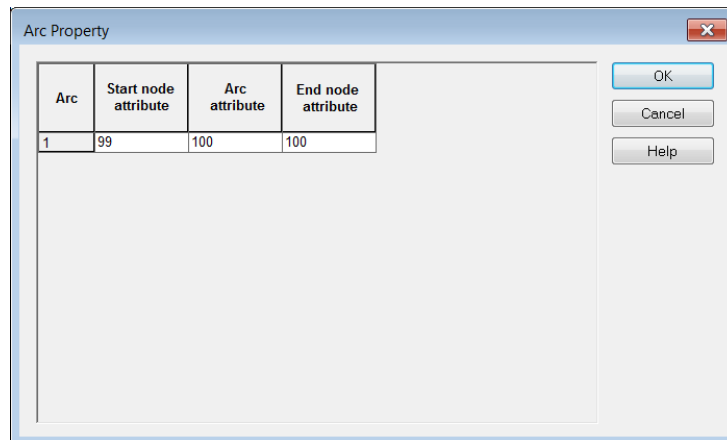 Arc Property
Arc Start node attribute Arc attribute End node attribute
1 99 100 100
OK
Cancel
Help